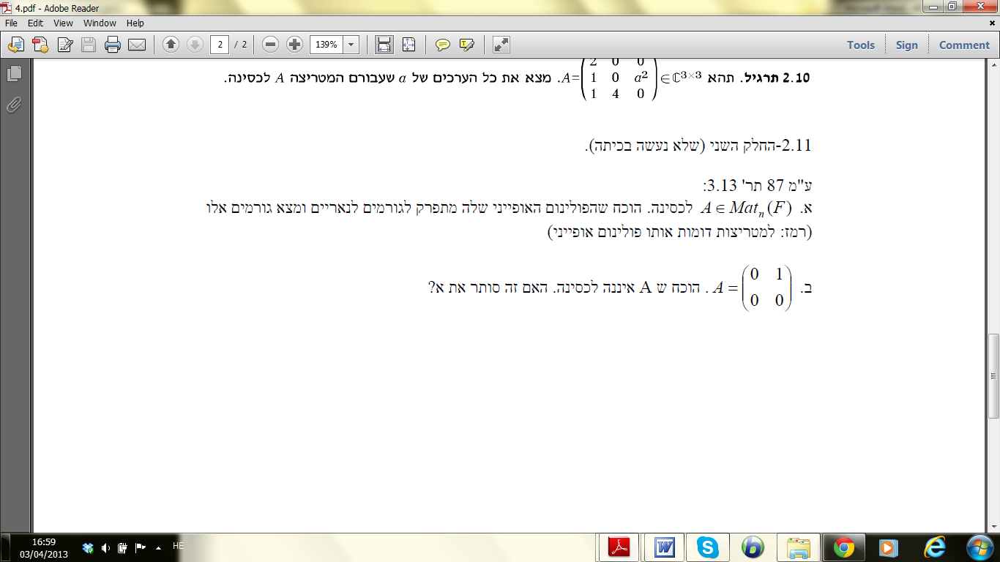 4.pdf - Adobe Reader
File Edit View Window Help
2 / 2 139% Tools Sign Comment
2.10 תרגיל. תהא A=\begin{pmatrix} 2 & 0 & 0 \\ 1 & 0 & a^2 \\ 1 & 4 & 0 \end{pmatrix} ∈ ℂ^{3×3}. מצא את כל הערכים של a שעבורם המטריצה A לכסינה.
2.11-החלק השני (שלא נעשה בכיתה).
ע"מ 87 תר' 3.13:
א. A ∈ Mat_n(F) לכסינה. הוכח שהפולינום האופייני שלה מתפרק לגורמים לנאריים ומצא גורמים אלו
(רמז: למטריצות דומות אותו פולינום אופייני)
ב. A = \begin{pmatrix} 0 & 1 \\ 0 & 0 \end{pmatrix} . הוכח ש A איננה לכסינה. האם זה סותר את א?
16:59 HE
03/04/2013